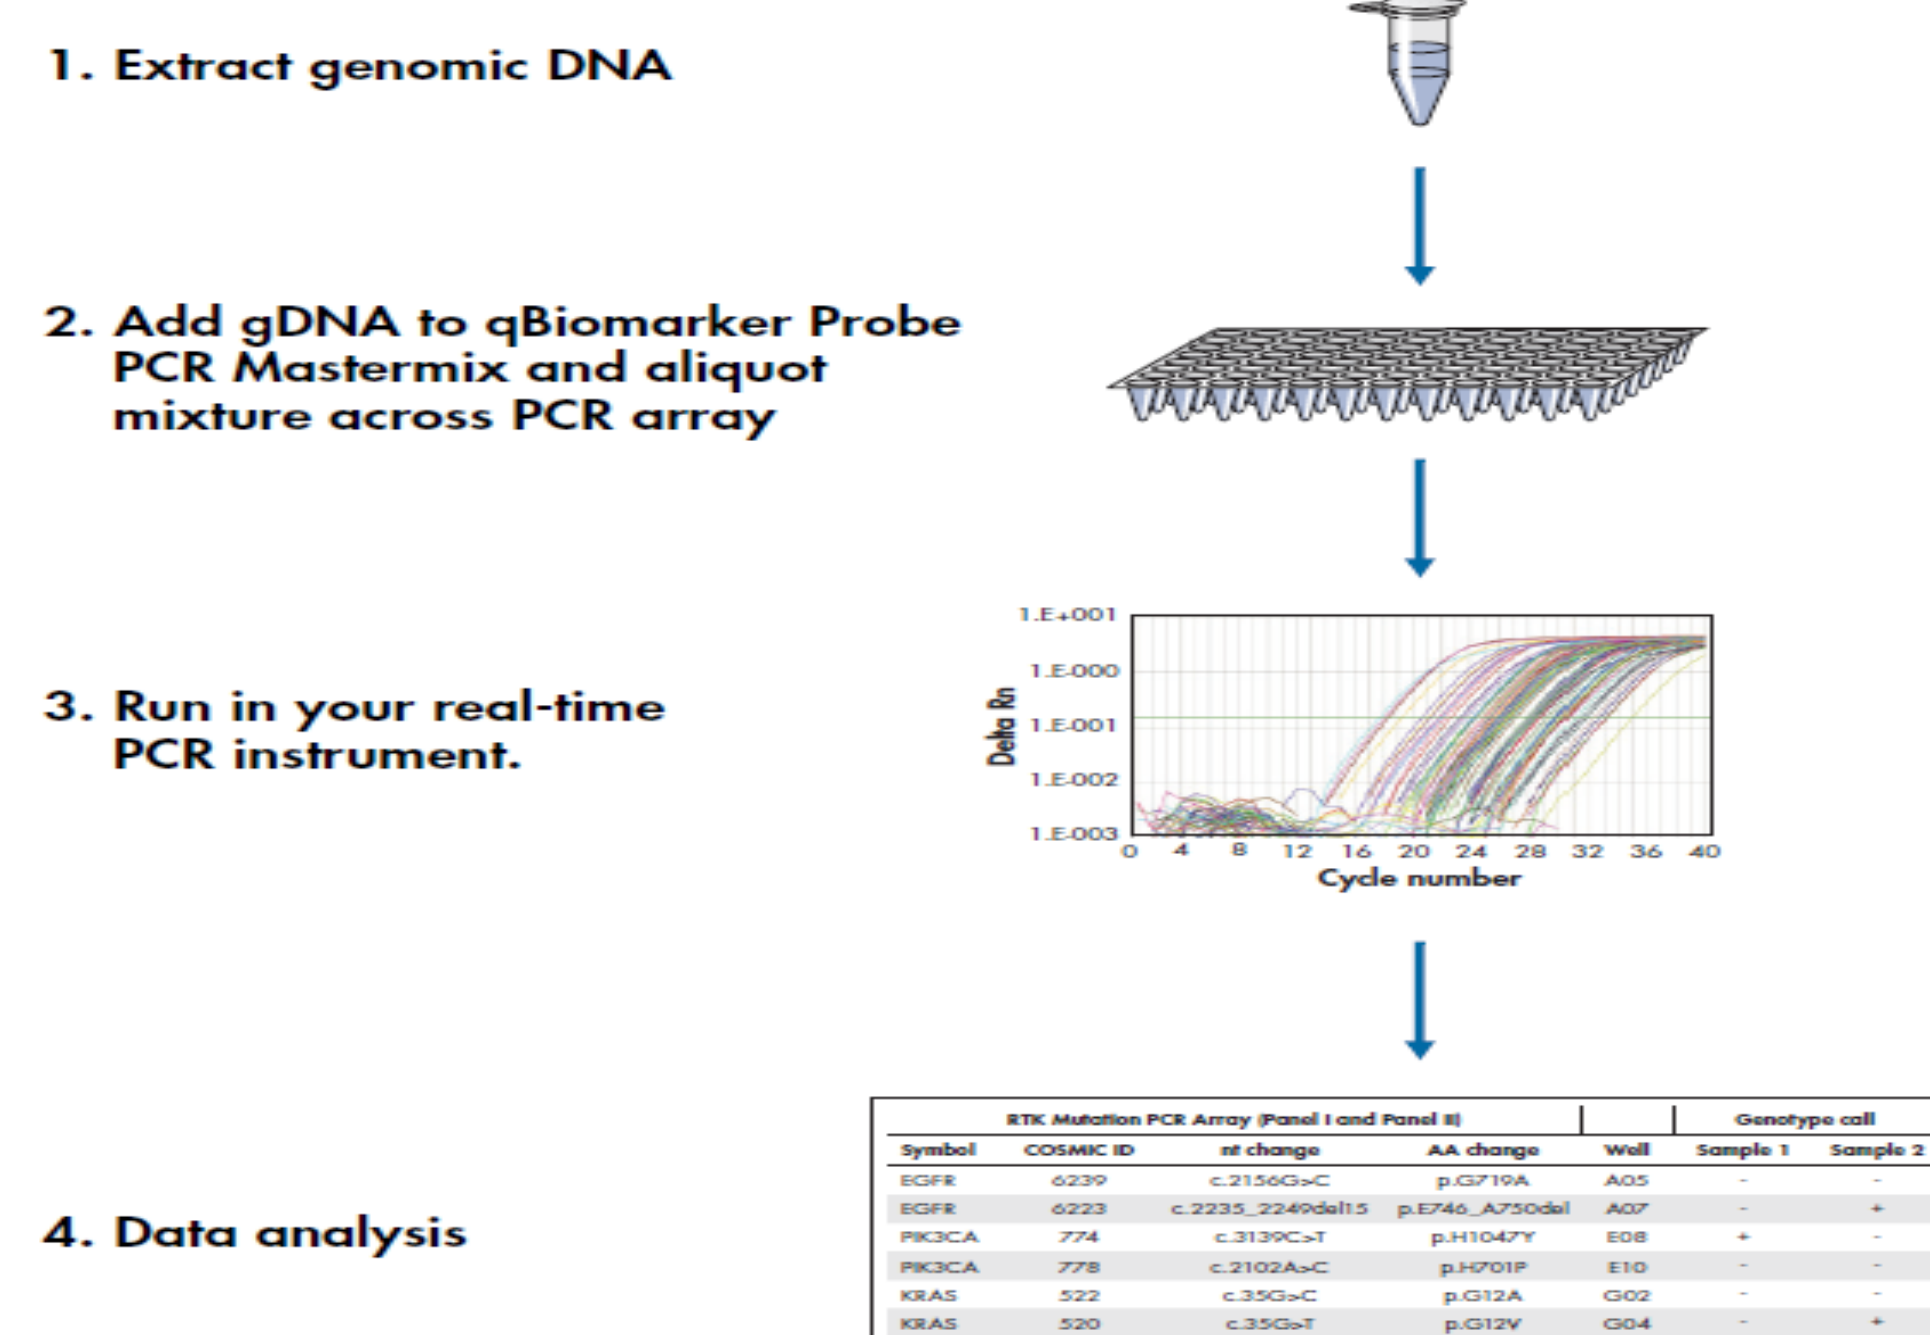 1. Extract genomic DNA
2. Add gDNA to qBiomarker Probe
PCR Mastermix and aliquot
mixture across PCR array
3. Run in your real-time
PCR instrument.
1.E+001
1.E-000
1.E-001
1.E-002
1.E-003
Delta Rn
0 4 8 12 16 20 24 28 32 36 40
Cycle number
4. Data analysis
RTK Mutation PCR Array (Panel I and Panel II) Genotype call
Symbol COSMIC ID nt change AA change Well Sample 1 Sample 2
EGFR 6239 c.2156G>C p.G719A A05 - -
EGFR 6223 c.2235_2249del15 p.E746_A750del A07 - +
PIK3CA 774 c.3139C>T p.H1047Y E08 + -
PIK3CA 778 c.2102A>C p.H701P E10 - -
KRAS 522 c.35G>C p.G12A G02 - -
KRAS 520 c.35G>T p.G12V G04 - +